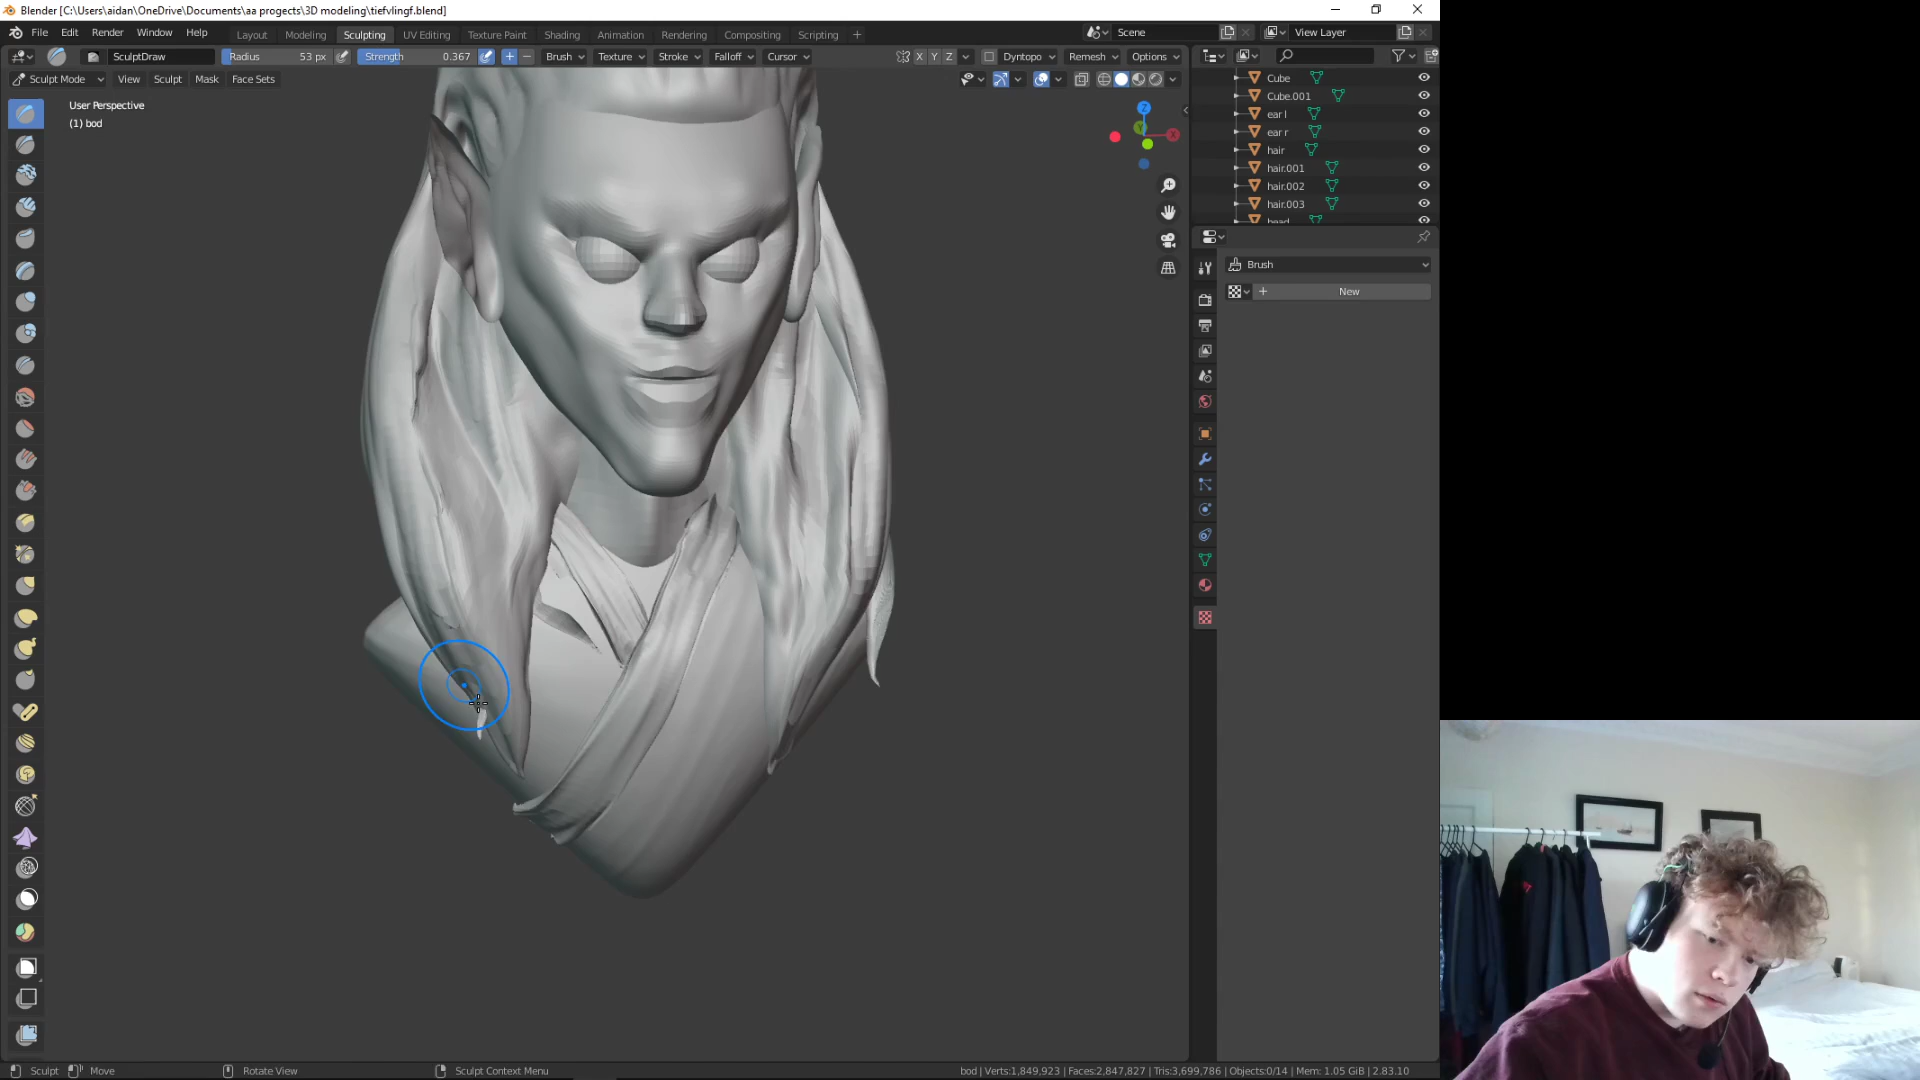 Blender [C:\Users\aidan\OneDrive\Documents\aa progects\3D modeling\tiefvlingf.blend]
File Edit Render Window Help
Layout Modeling Sculpting UV Editing Texture Paint Shading Animation Rendering Compositing Scripting +
Scene
View Layer
SculptDraw
Radius 53 px
Strength 0.367
Brush Texture Stroke Falloff Cursor
X Y Z
Dyntopo Remesh Options
Sculpt Mode View Sculpt Mask Face Sets
User Perspective
(1) bod
Z
Y
X
Cube
Cube.001
ear l
ear r
hair
hair.001
hair.002
hair.003
head
Brush
+ New
Sculpt Move Rotate View Sculpt Context Menu
bod | Verts:1,849,923 | Faces:2,847,827 | Tris:3,699,786 | Objects:0/14 | Mem: 1.05 GiB | 2.83.10